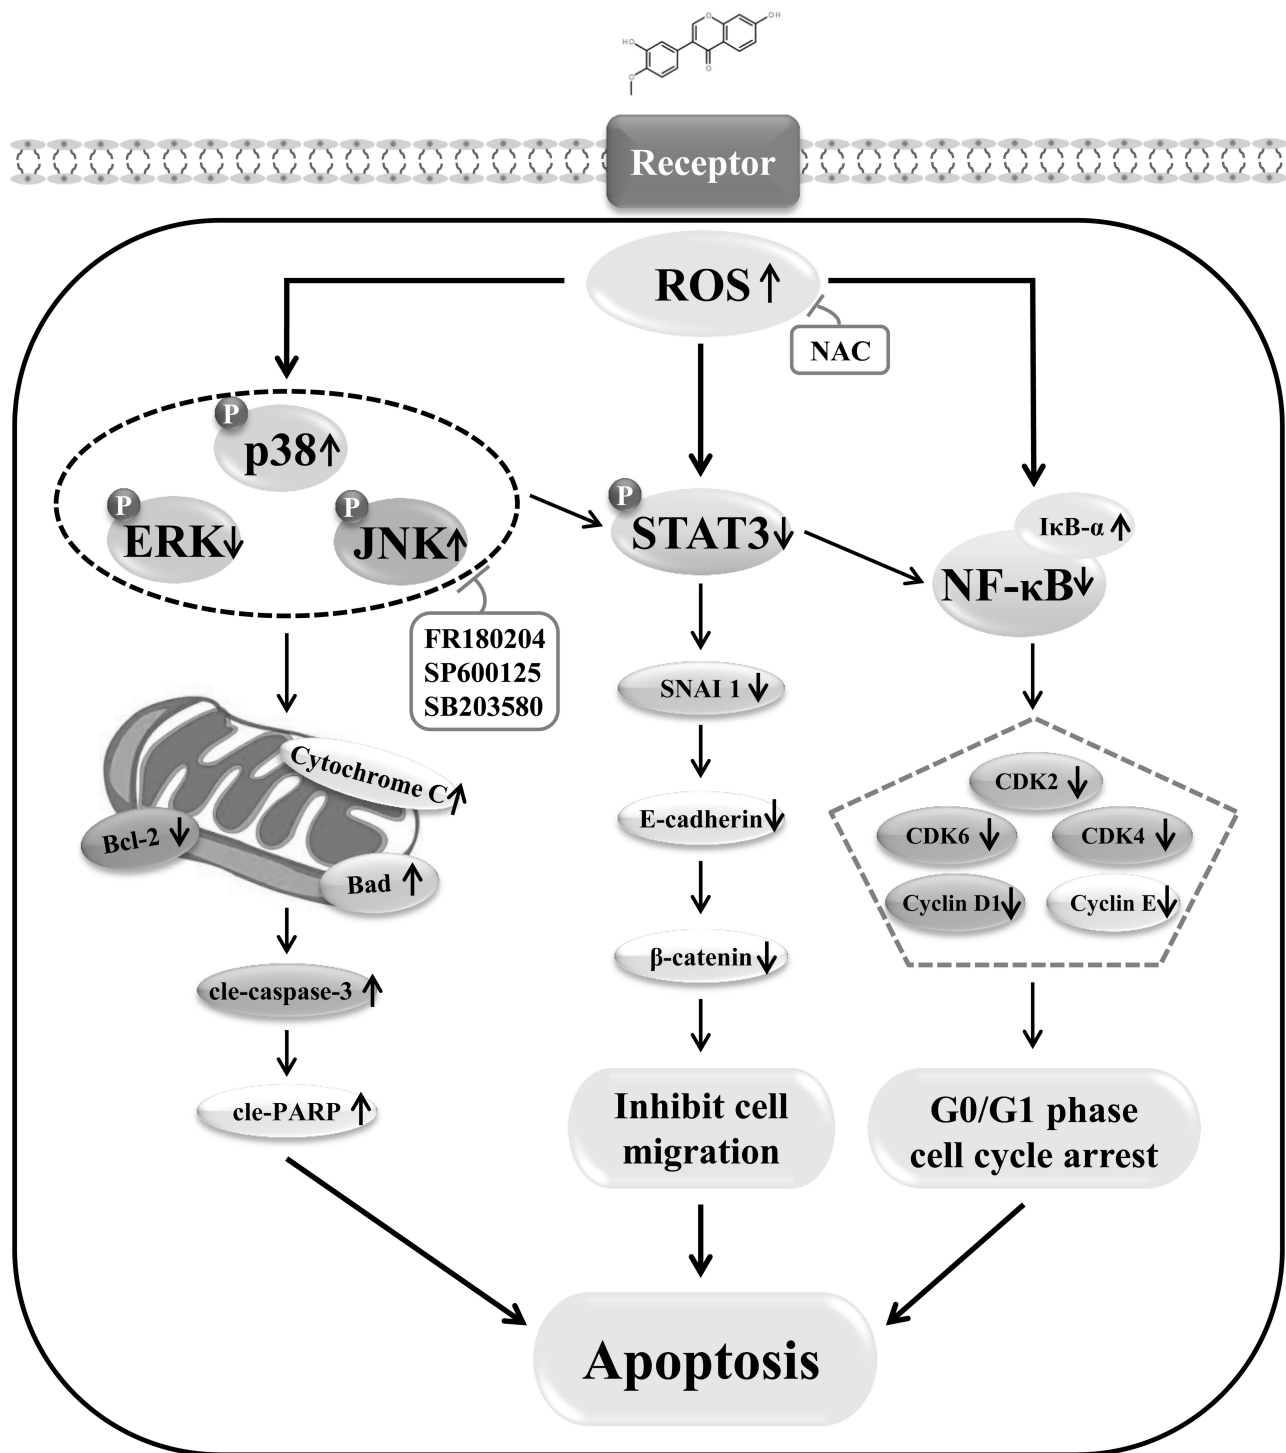 OH
O
HO
O
O
Receptor
ROS ↑
NAC
P
p38↑
P
ERK↓
P
JNK↑
P
STAT3↓
IκB-α ↑
NF-κB↓
FR180204
SP600125
SB203580
SNAI 1 ↓
Cytochrome C↑
Bcl-2 ↓
Bad ↑
E-cadherin↓
CDK2 ↓
CDK6 ↓
CDK4 ↓
Cyclin D1↓
Cyclin E↓
β-catenin ↓
cle-caspase-3 ↑
cle-PARP ↑
Inhibit cell
migration
G0/G1 phase
cell cycle arrest
Apoptosis